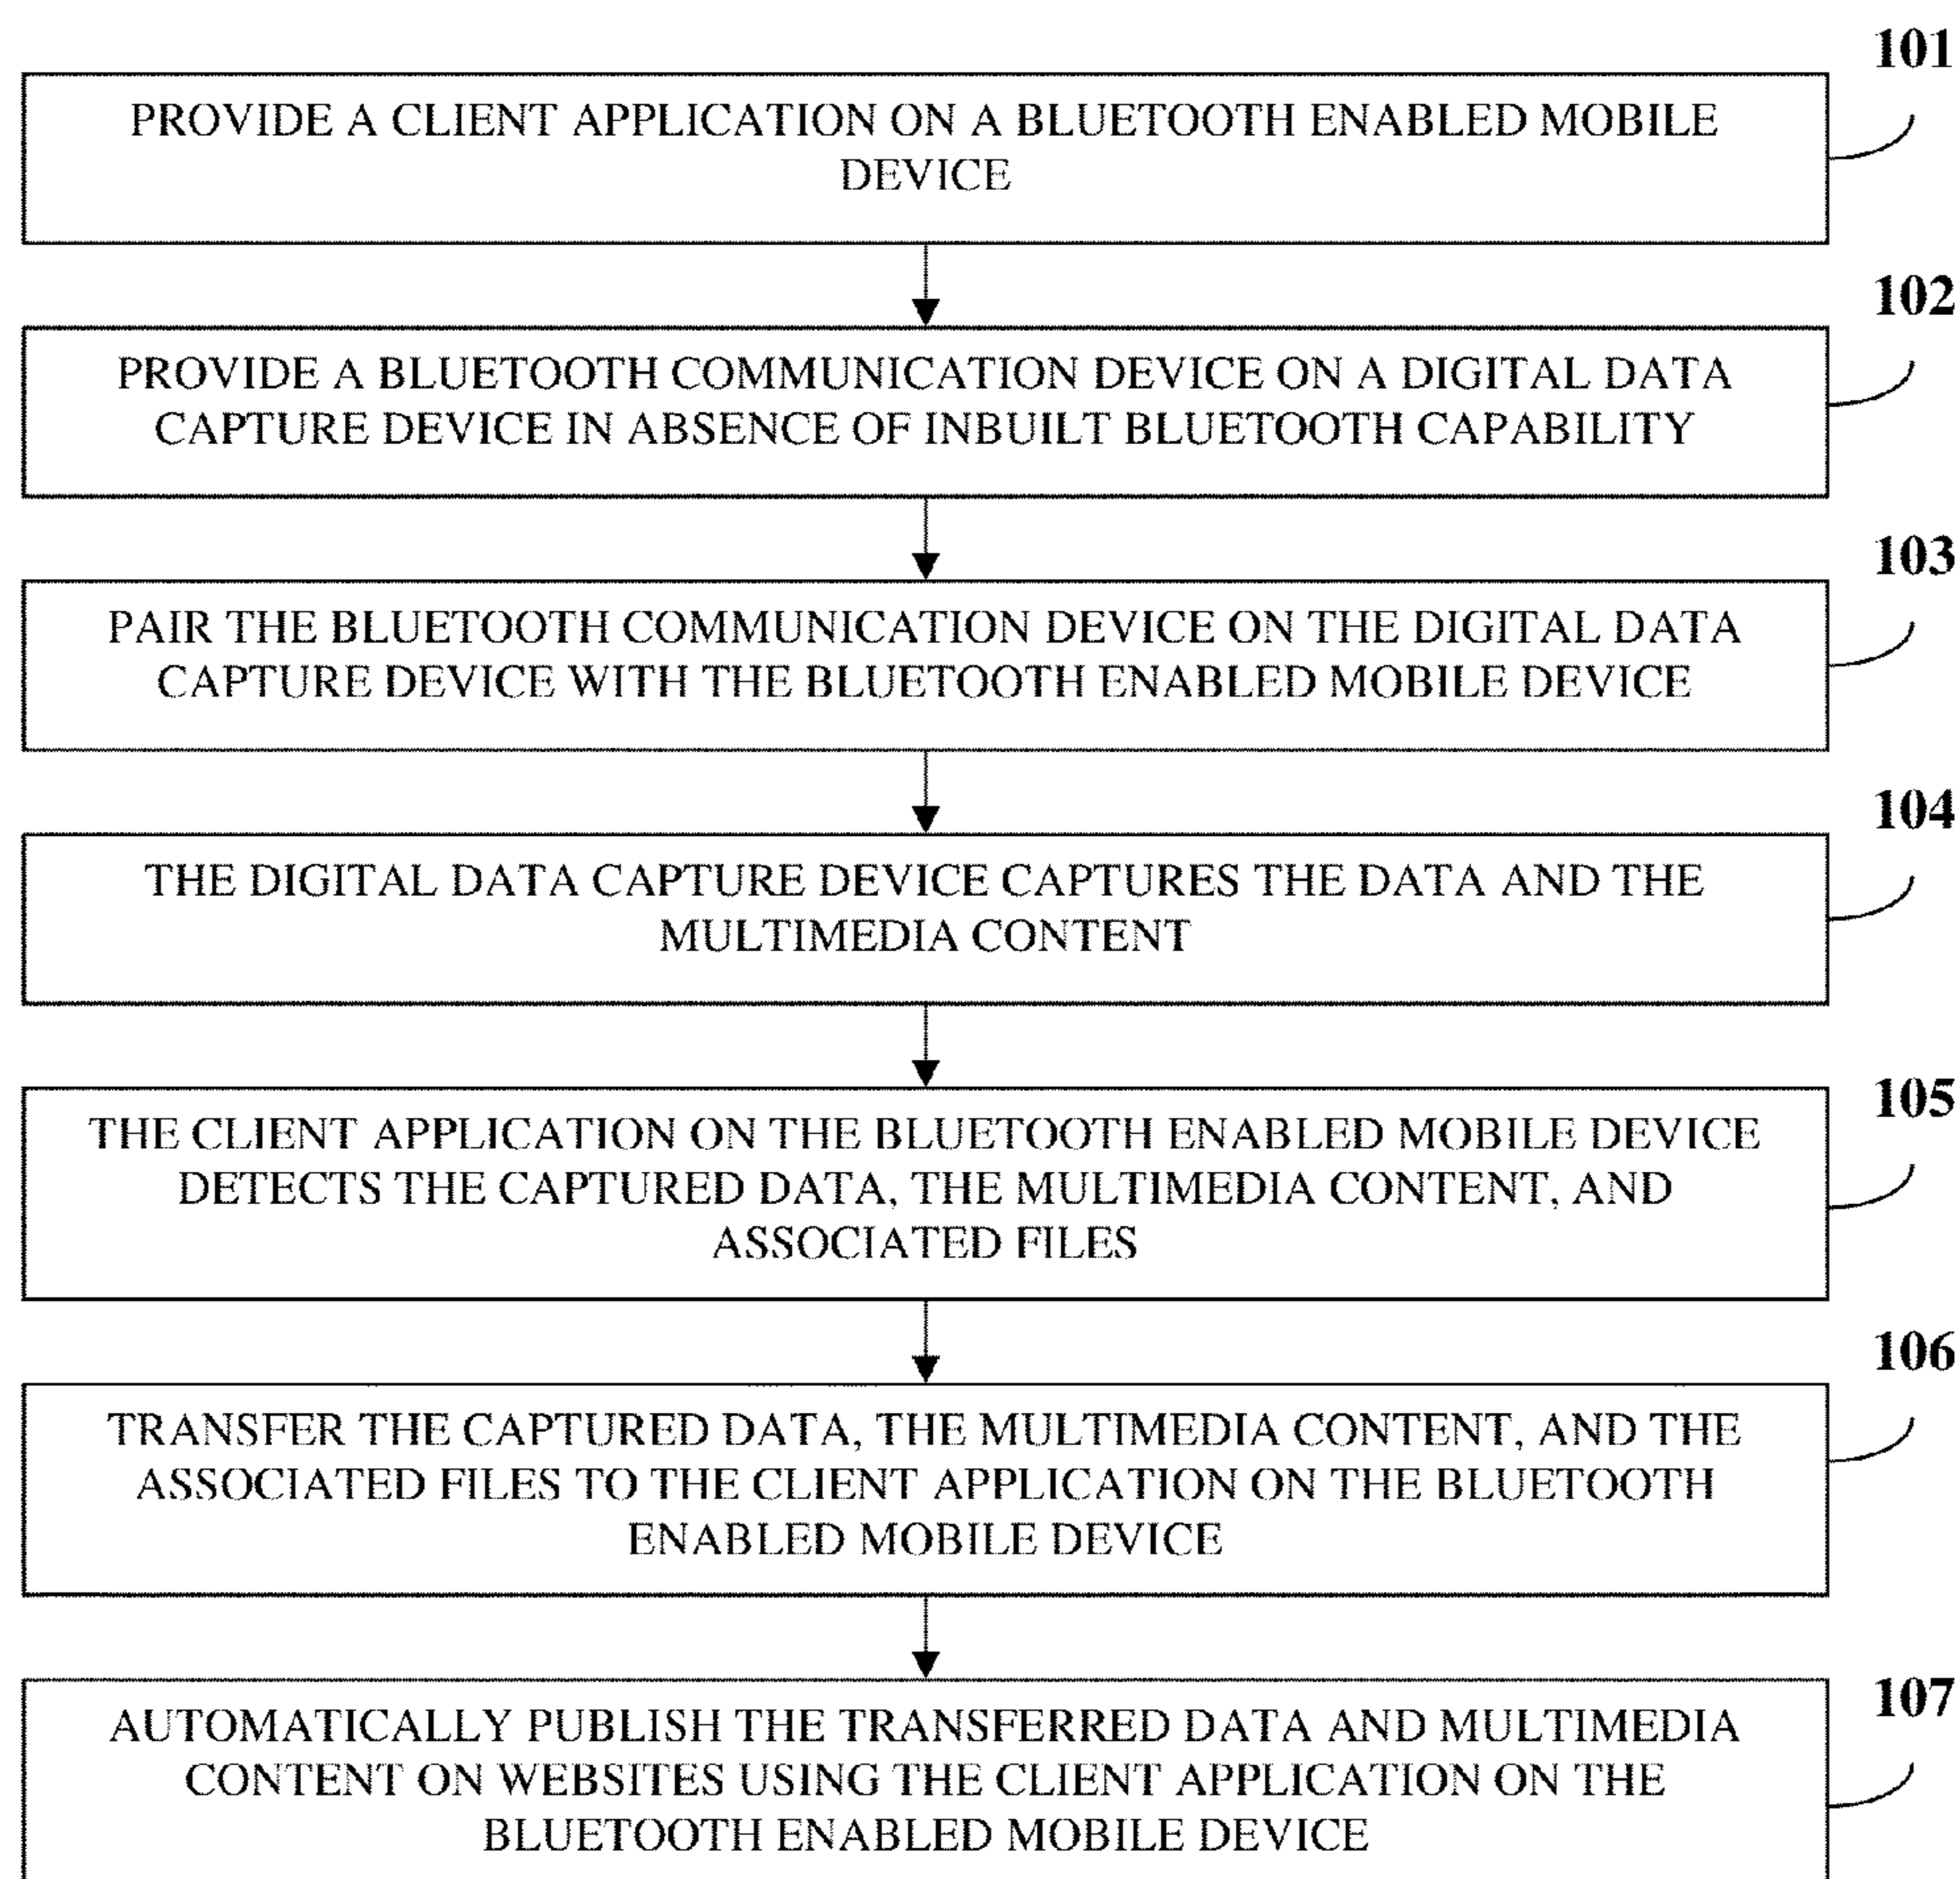 101
PROVIDE A CLIENT APPLICATION ON A BLUETOOTH ENABLED MOBILE
DEVICE
102
PROVIDE A BLUETOOTH COMMUNICATION DEVICE ON A DIGITAL DATA
CAPTURE DEVICE IN ABSENCE OF INBUILT BLUETOOTH CAPABILITY
103
PAIR THE BLUETOOTH COMMUNICATION DEVICE ON THE DIGITAL DATA
CAPTURE DEVICE WITH THE BLUETOOTH ENABLED MOBILE DEVICE
104
THE DIGITAL DATA CAPTURE DEVICE CAPTURES THE DATA AND THE
MULTIMEDIA CONTENT
105
THE CLIENT APPLICATION ON THE BLUETOOTH ENABLED MOBILE DEVICE
DETECTS THE CAPTURED DATA, THE MULTIMEDIA CONTENT, AND
ASSOCIATED FILES
106
TRANSFER THE CAPTURED DATA, THE MULTIMEDIA CONTENT, AND THE
ASSOCIATED FILES TO THE CLIENT APPLICATION ON THE BLUETOOTH
ENABLED MOBILE DEVICE
107
AUTOMATICALLY PUBLISH THE TRANSFERRED DATA AND MULTIMEDIA
CONTENT ON WEBSITES USING THE CLIENT APPLICATION ON THE
BLUETOOTH ENABLED MOBILE DEVICE